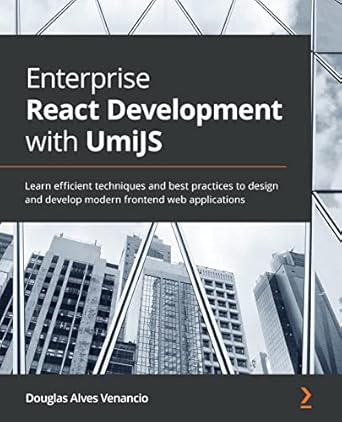 Enterprise
React Development
with UmiJS
Learn efficient techniques and best practices to design
and develop modern frontend web applications
Douglas Alves Venancio